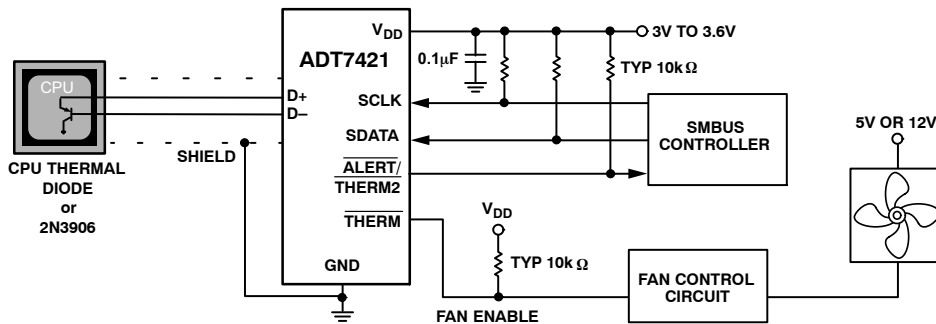 VDD
3V TO 3.6V
ADT7421
0.1µF
TYP 10kΩ
CPU
D+
D–
SCLK
SDATA
SMBUS
CONTROLLER
5V OR 12V
SHIELD
CPU THERMAL
DIODE
or
2N3906
ALERT/
THERM2
THERM
VDD
TYP 10kΩ
GND
FAN ENABLE
FAN CONTROL
CIRCUIT